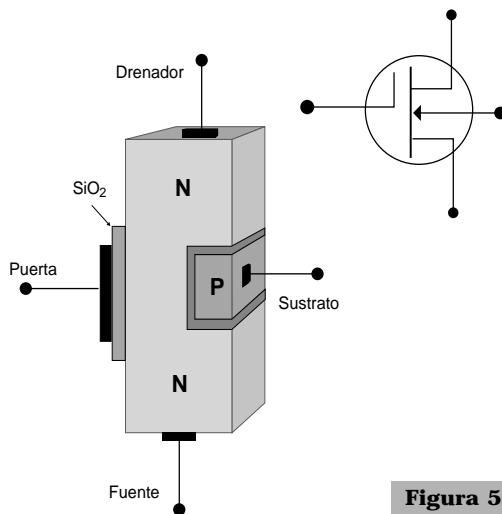 Drenador
N
SiO₂
Puerta
P
Sustrato
N
Fuente
Figura 5